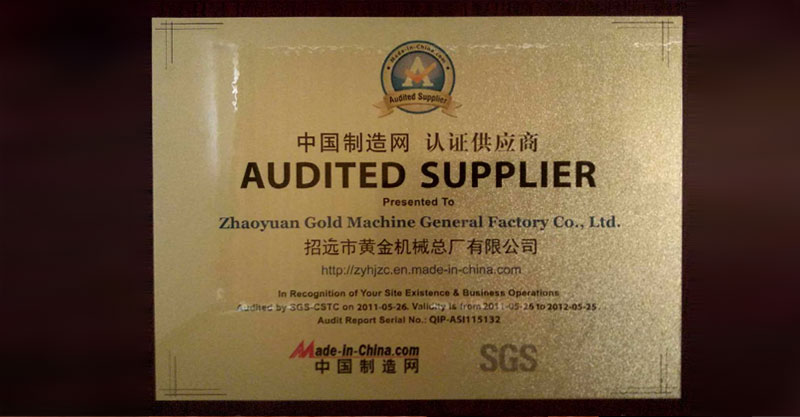 Made-in-China.com
Audited Supplier
中国制造网 认证供应商
AUDITED SUPPLIER
Presented To
Zhaoyuan Gold Machine General Factory Co., Ltd.
招远市黄金机械总厂有限公司
http://zyhjzc.en.made-in-china.com
In Recognition of Your Site Existence & Business Operations
Audited by SGS-CSTC on 2011-05-26. Validity is from 2011-05-26 to 2012-05-25.
Audit Report Serial No.: QIP-ASI115132
Made-in-China.com
中国制造网
SGS